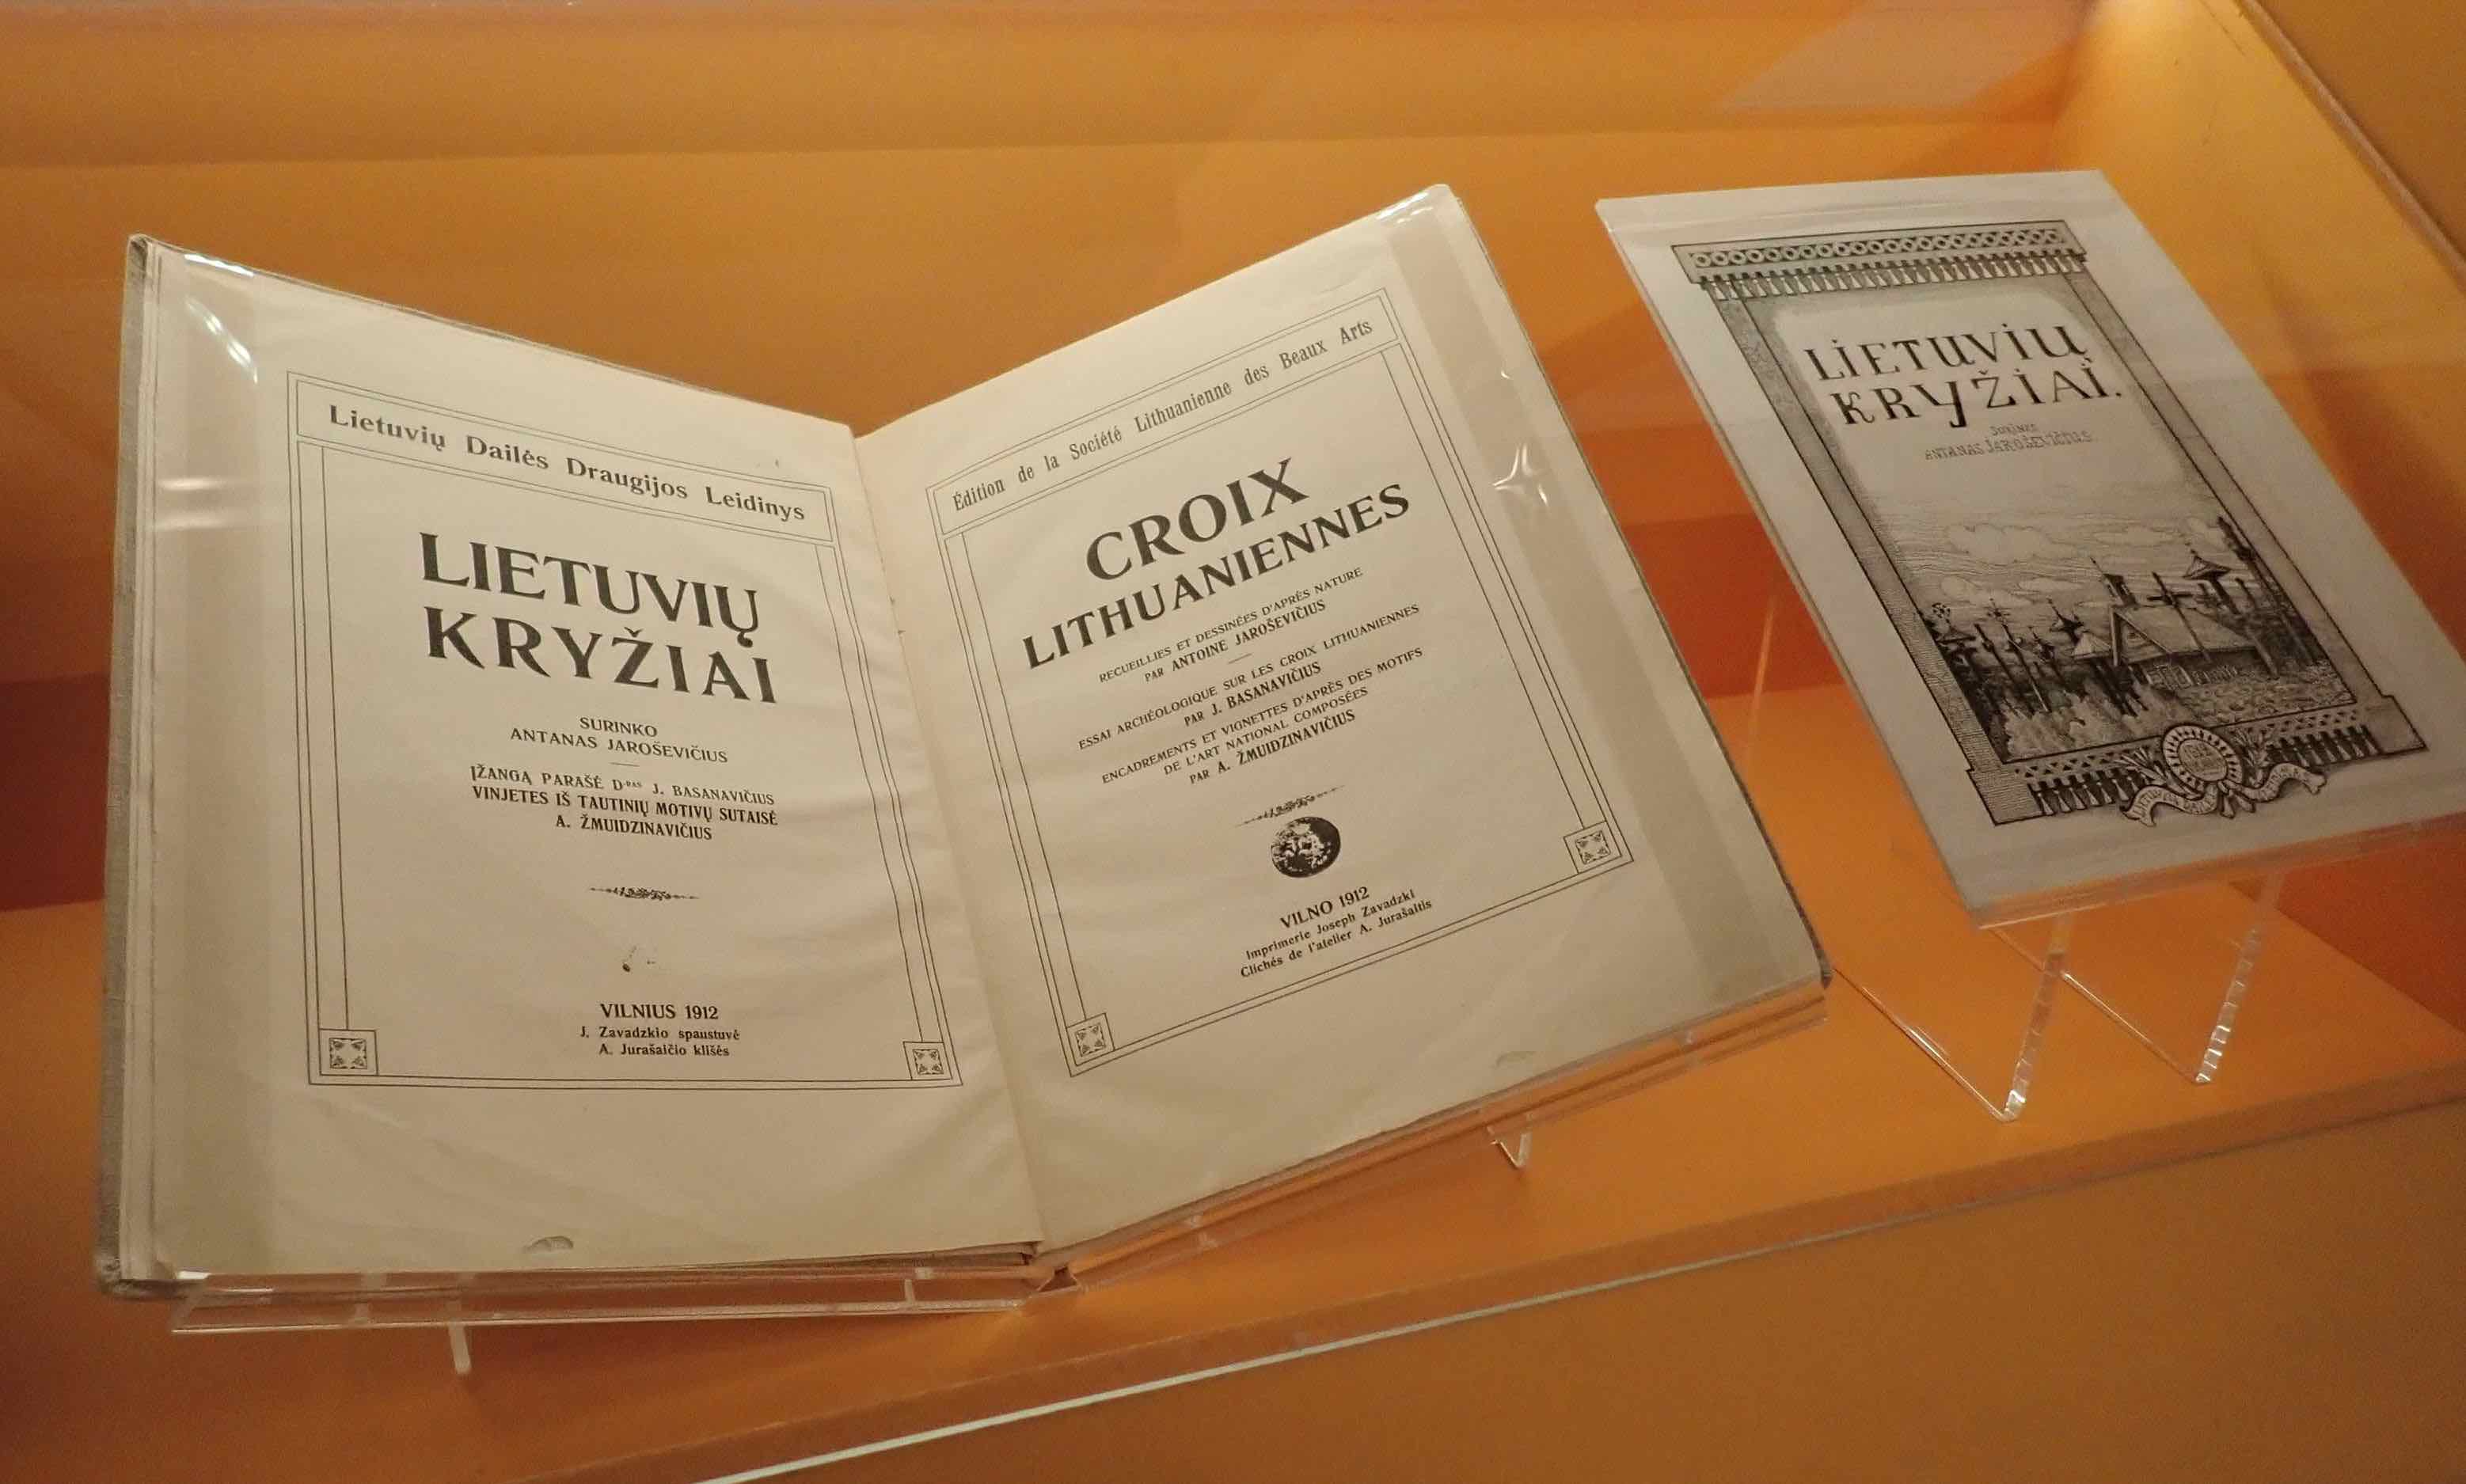 Lietuvių Dailės Draugijos Leidinys
LIETUVIŲ
KRYŽIAI
SURINKO
ANTANAS JAROŠEVIČIUS
ĮŽANGĄ PARAŠĖ D-RAS J. BASANAVIČIUS
VINJETES IŠ TAUTINIŲ MOTIVŲ SUTAISĖ
A. ŽMUIDZINAVIČIUS
VILNIUS 1912
J. Zavadzkio spaustuvė
A. Jurašaičio klišės
Édition de la Société Lithuanienne des Beaux Arts
CROIX
LITHUANIENNES
RECUEILLIES ET DESSINÉES D'APRÈS NATURE
PAR ANTOINE JAROŠEVIČIUS
ESSAI ARCHÉOLOGIQUE SUR LES CROIX LITHUANIENNES
PAR J. BASANAVIČIUS
ENCADREMENTS ET VIGNETTES D'APRÈS DES MOTIFS
DE L'ART NATIONAL COMPOSÉES
PAR A. ŽMUIDZINAVIČIUS
VILNO 1912
Imprimerie Joseph Zavadzki
Clichés de l'atelier A. Jurašaitis
LIETUVIŲ
KRYŽIAI.
SURINKO
ANTANAS JAROŠEVIČIUS